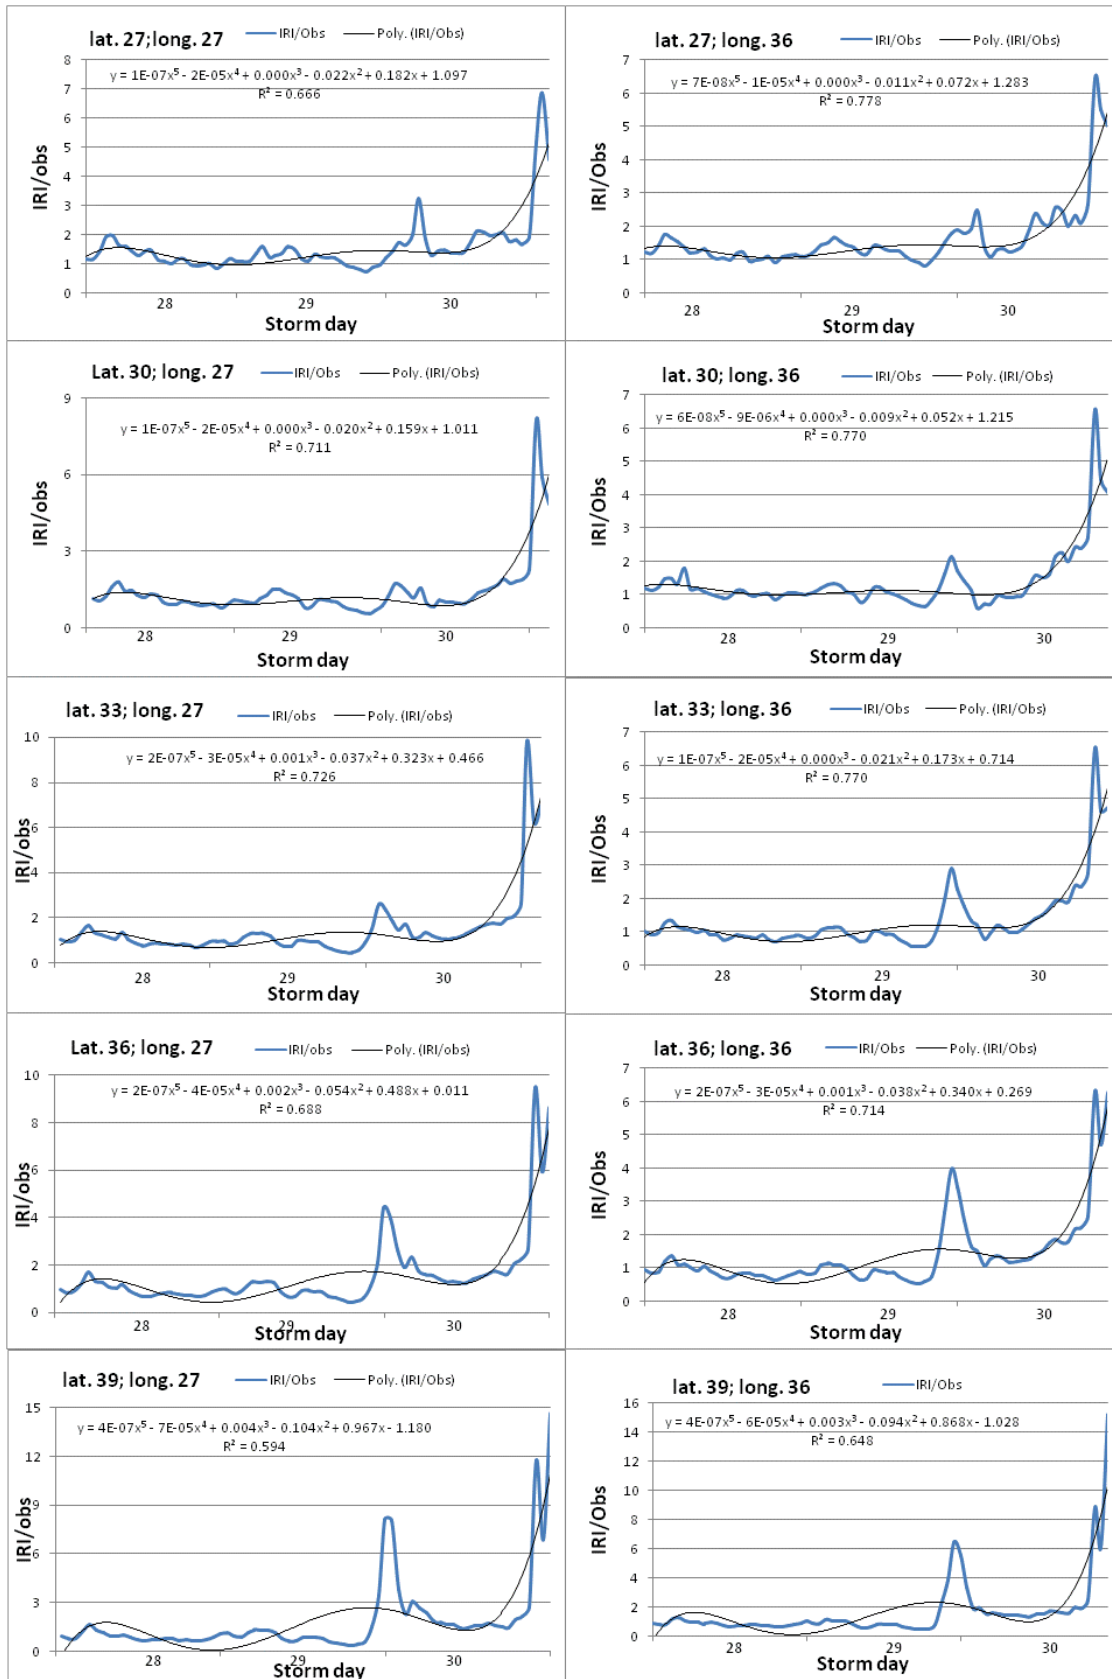 lat. 27;long. 27 IRI/Obs Poly. (IRI/Obs)
y = 1E-07x⁵ - 2E-05x⁴ + 0.000x³ - 0.022x² + 0.182x + 1.097
R² = 0.666
8
7
6
5
4
3
2
1
0
IRI/obs
28 29 30
Storm day
lat. 27; long. 36 IRI/Obs Poly. (IRI/Obs)
y = 7E-08x⁵ - 1E-05x⁴ + 0.000x³ - 0.011x² + 0.072x + 1.283
R² = 0.778
7
6
5
4
3
2
1
0
IRI/Obs
28 29 30
Storm day
Lat. 30; long. 27 IRI/Obs Poly. (IRI/Obs)
y = 1E-07x⁵ - 2E-05x⁴ + 0.000x³ - 0.020x² + 0.159x + 1.011
R² = 0.711
9
6
3
0
IRI/obs
28 29 30
Storm day
lat. 30; long. 36 IRI/Obs Poly. (IRI/Obs)
y = 6E-08x⁵ - 9E-06x⁴ + 0.000x³ - 0.009x² + 0.052x + 1.215
R² = 0.770
7
6
5
4
3
2
1
0
IRI/Obs
28 29 30
Storm day
lat. 33; long. 27 IRI/obs Poly. (IRI/obs)
y = 2E-07x⁵ - 3E-05x⁴ + 0.001x³ - 0.037x² + 0.323x + 0.466
R² = 0.726
10
8
6
4
2
0
IRI/obs
28 29 30
Storm day
lat. 33; long. 36 IRI/Obs Poly. (IRI/Obs)
y = 1E-07x⁵ - 2E-05x⁴ + 0.000x³ - 0.021x² + 0.173x + 0.714
R² = 0.770
7
6
5
4
3
2
1
0
IRI/Obs
28 29 30
Storm day
Lat. 36; long. 27 IRI/obs Poly. (IRI/obs)
y = 2E-07x⁵ - 4E-05x⁴ + 0.002x³ - 0.054x² + 0.488x + 0.011
R² = 0.688
10
8
6
4
2
0
IRI/obs
28 29 30
Storm day
lat. 36; long. 36 IRI/Obs Poly. (IRI/Obs)
y = 2E-07x⁵ - 3E-05x⁴ + 0.001x³ - 0.038x² + 0.340x + 0.269
R² = 0.714
7
6
5
4
3
2
1
0
IRI/Obs
28 29 30
Storm day
lat. 39; long. 27 IRI/Obs Poly. (IRI/Obs)
y = 4E-07x⁵ - 7E-05x⁴ + 0.004x³ - 0.104x² + 0.967x - 1.180
R² = 0.594
15
12
9
6
3
0
IRI/obs
28 29 30
Storm day
lat. 39; long. 36 IRI/Obs
y = 4E-07x⁵ - 6E-05x⁴ + 0.003x³ - 0.094x² + 0.868x - 1.028
R² = 0.648
16
14
12
10
8
6
4
2
0
IRI/Obs
28 29 30
Storm day